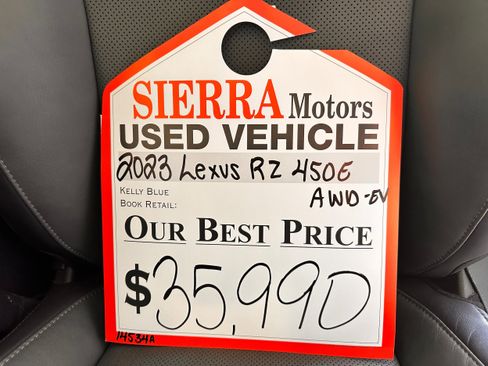 SIERRA Motors
USED VEHICLE
2023 Lexus RZ 450E
KELLY BLUE AWD-EV
BOOK RETAIL:
OUR BEST PRICE
$35,990
14534A